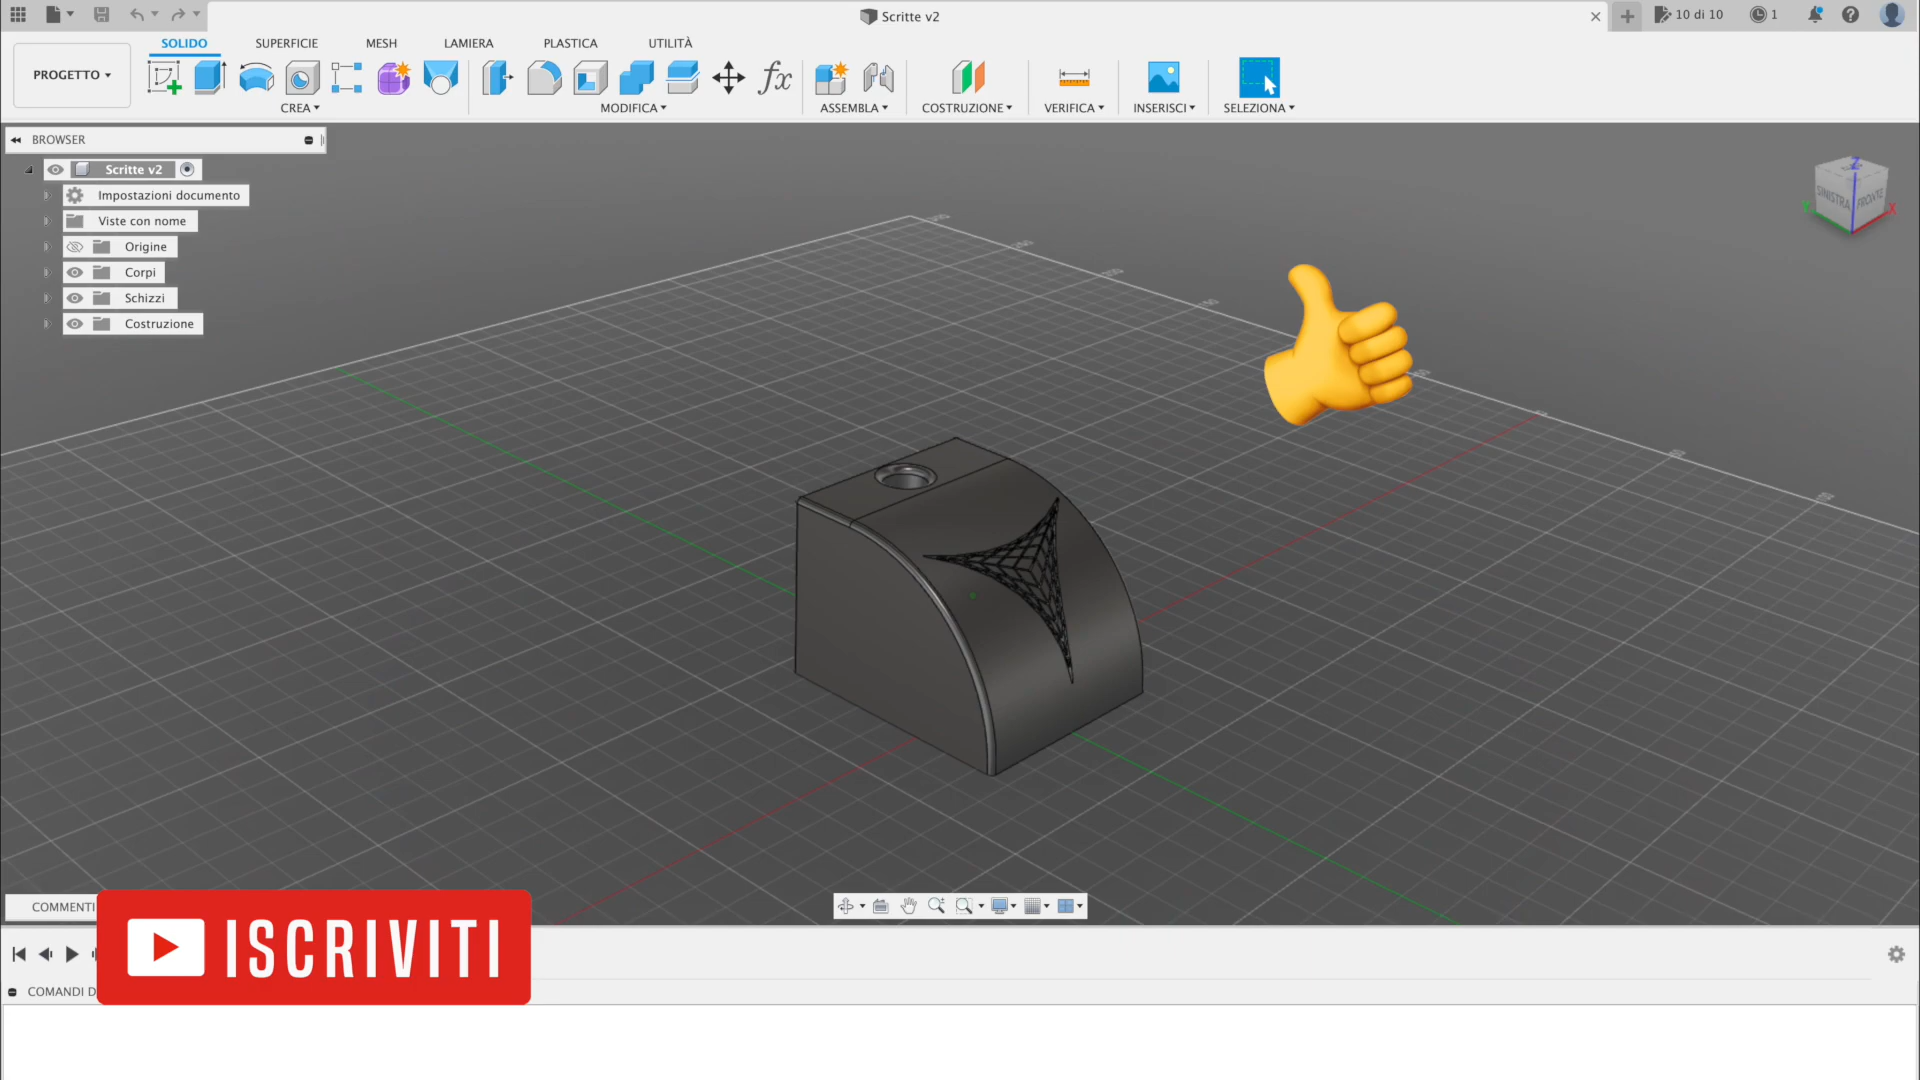 Scritte v2
10 di 10
1
PROGETTO
SOLIDO
SUPERFICIE
MESH
LAMIERA
PLASTICA
UTILITÀ
CREA
MODIFICA
ASSEMBLA
COSTRUZIONE
VERIFICA
INSERISCI
SELEZIONA
fx
BROWSER
Scritte v2
Impostazioni documento
Viste con nome
Origine
Corpi
Schizzi
Costruzione
Z
SINISTRA
FRONTE
Y
X
COMMENTI
ISCRIVITI
COMANDI D